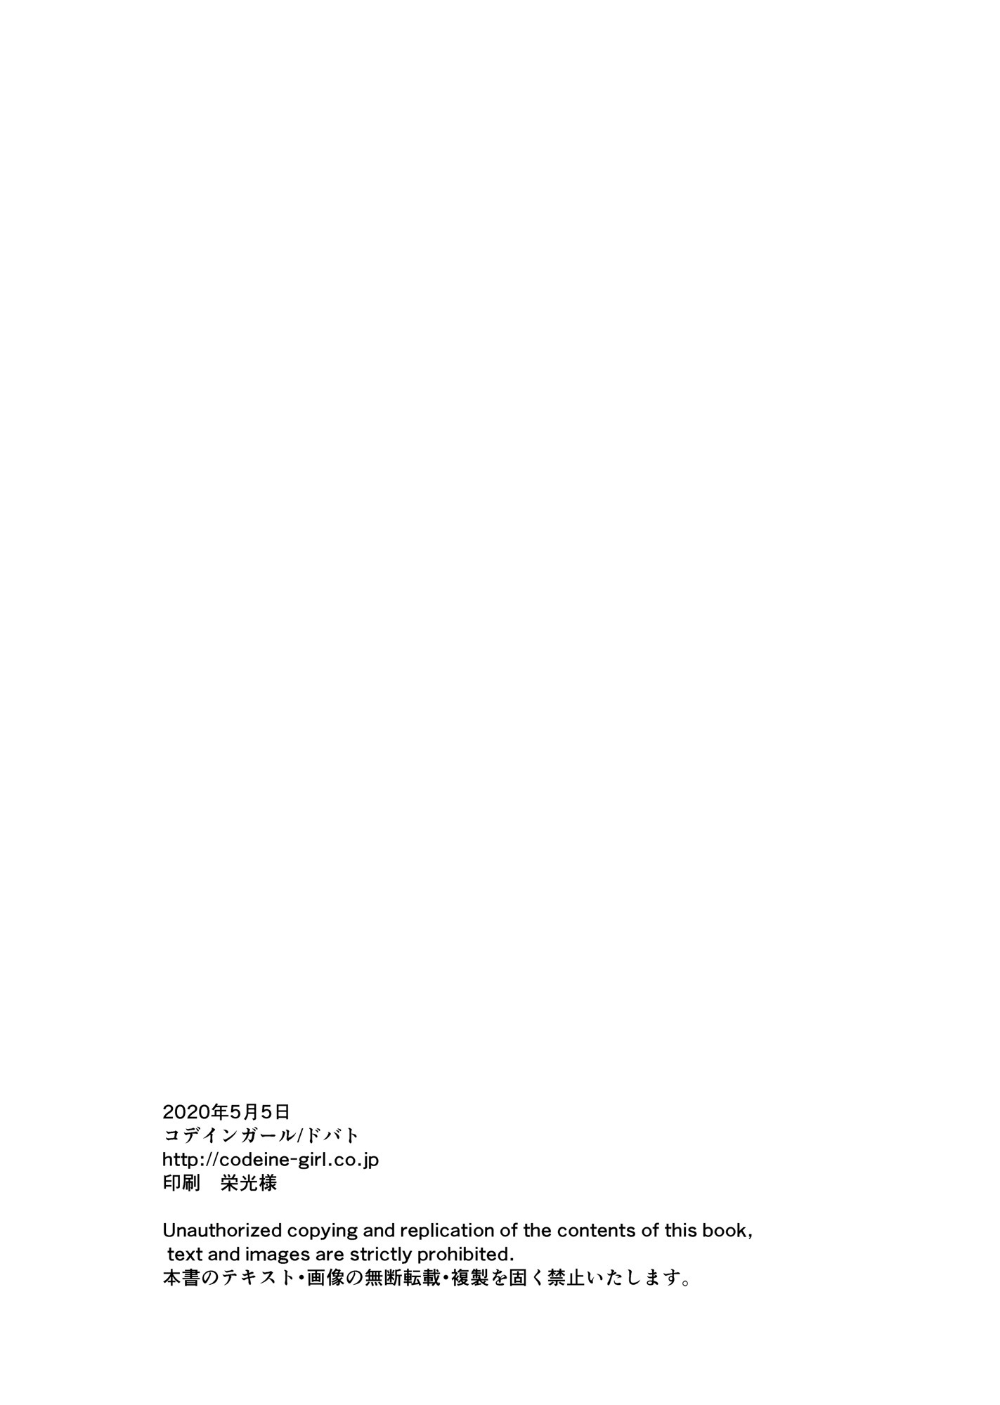 2020年5月5日
コデインガール/ドバト
http://codeine-girl.co.jp
印刷　栄光様
Unauthorized copying and replication of the contents of this book,
text and images are strictly prohibited.
本書のテキスト・画像の無断転載・複製を固く禁止いたします。